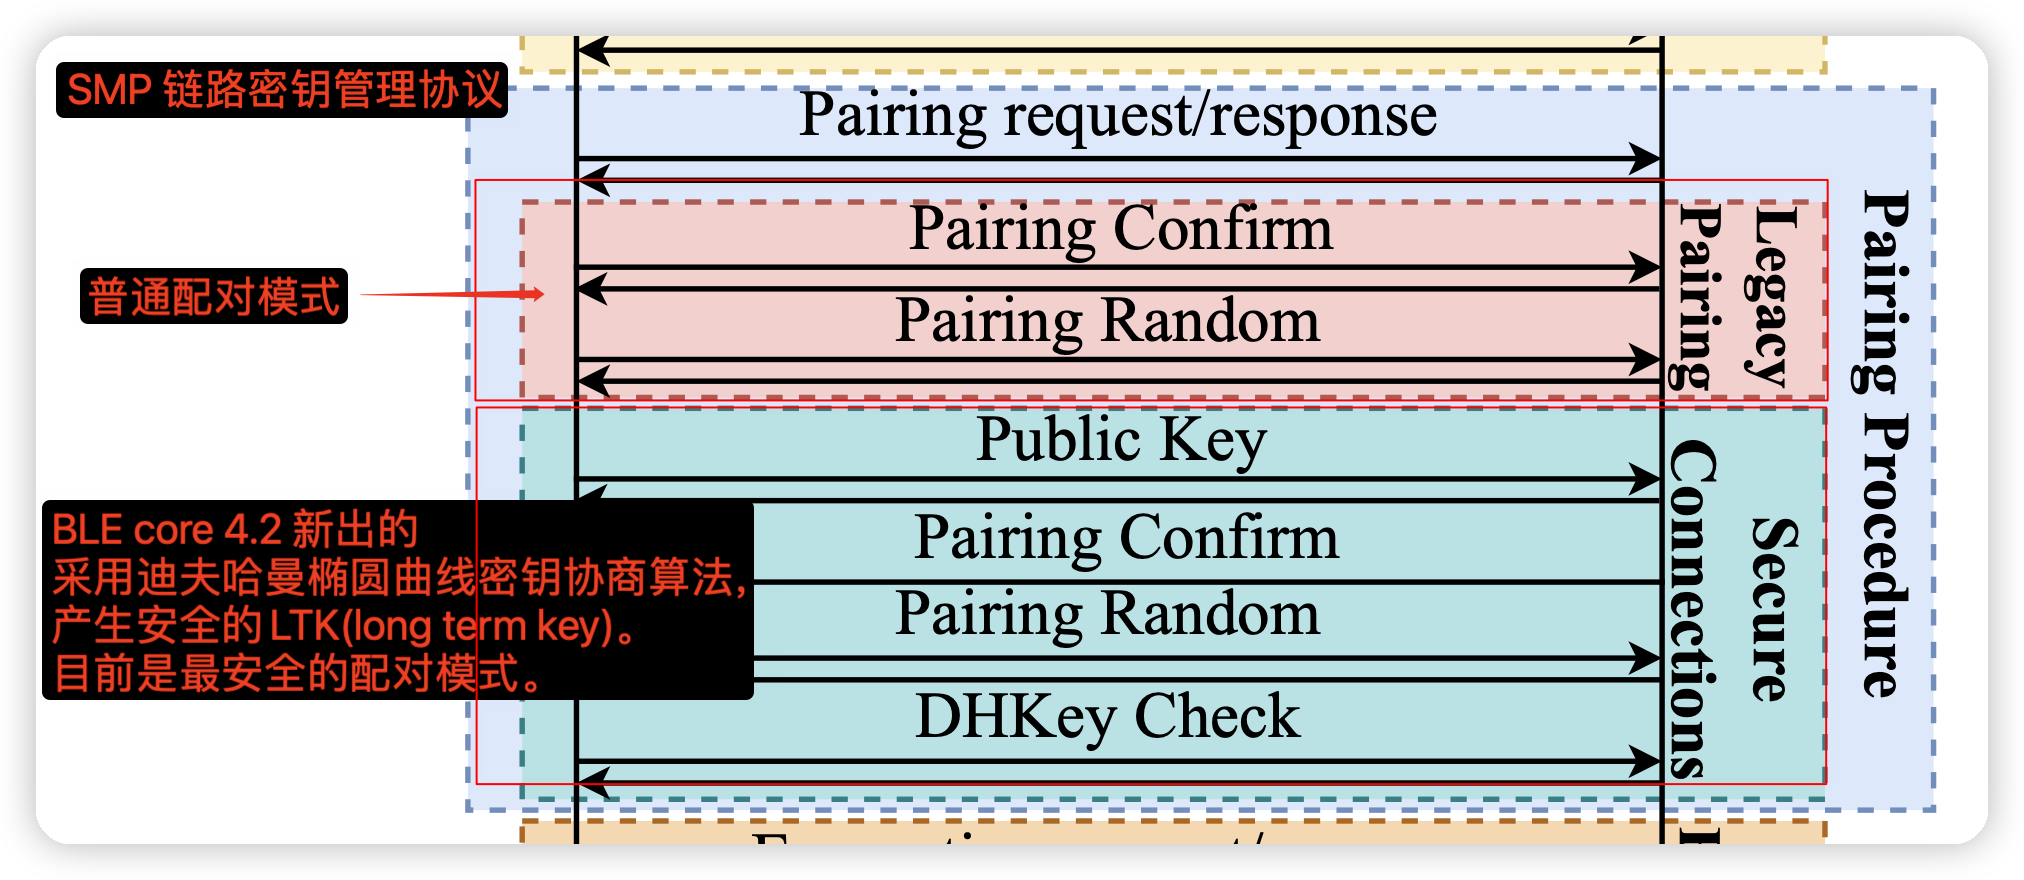 SMP 链路密钥管理协议
Pairing request/response
Pairing Confirm
普通配对模式
Pairing Random
Legacy
Pairing
Pairing Procedure
Public Key
BLE core 4.2 新出的
采用迪夫哈曼椭圆曲线密钥协商算法,
产生安全的 LTK(long term key)。
目前是最安全的配对模式。
Pairing Confirm
Pairing Random
DHKey Check
Secure
Connections